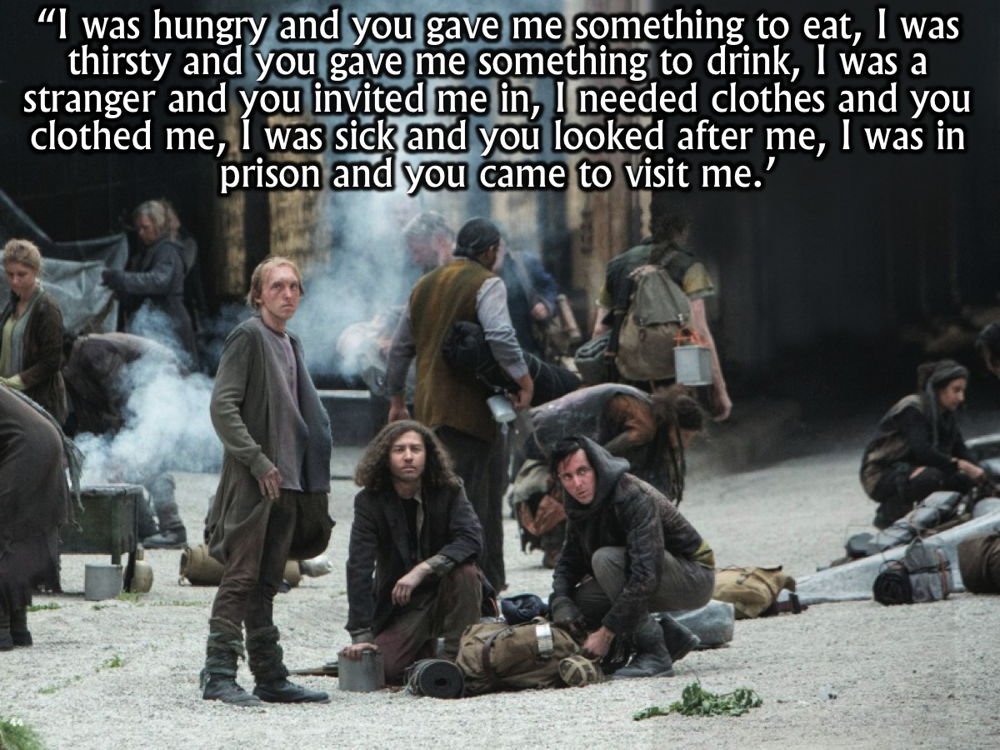 “I was hungry and you gave me something to eat, I was
thirsty and you gave me something to drink, I was a
stranger and you invited me in, I needed clothes and you
clothed me, I was sick and you looked after me, I was in
prison and you came to visit me.’
44